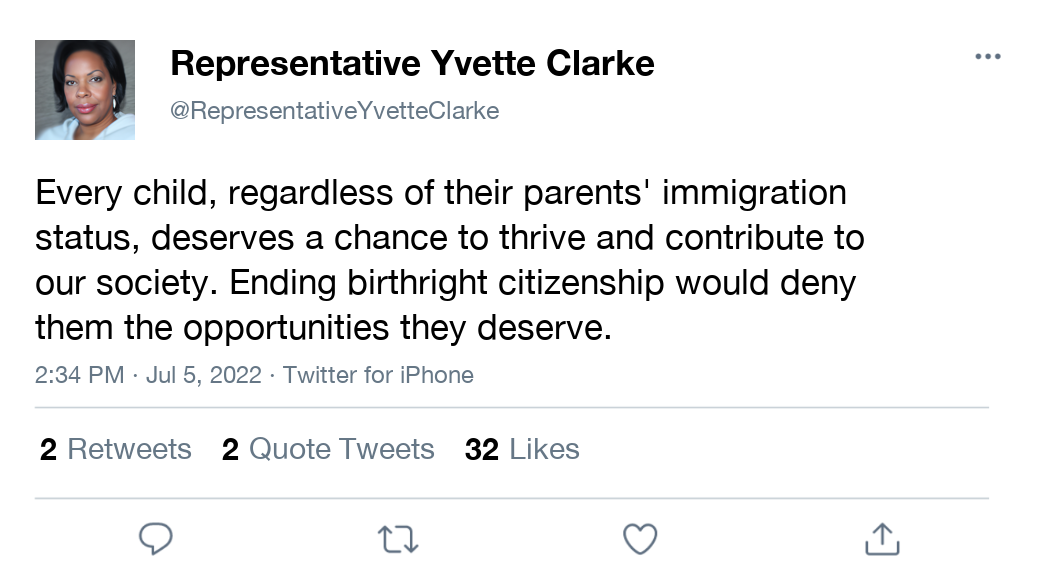 Representative Yvette Clarke
@RepresentativeYvetteClarke
Every child, regardless of their parents' immigration
status, deserves a chance to thrive and contribute to
our society. Ending birthright citizenship would deny
them the opportunities they deserve.
2:34 PM · Jul 5, 2022 · Twitter for iPhone
2 Retweets 2 Quote Tweets 32 Likes